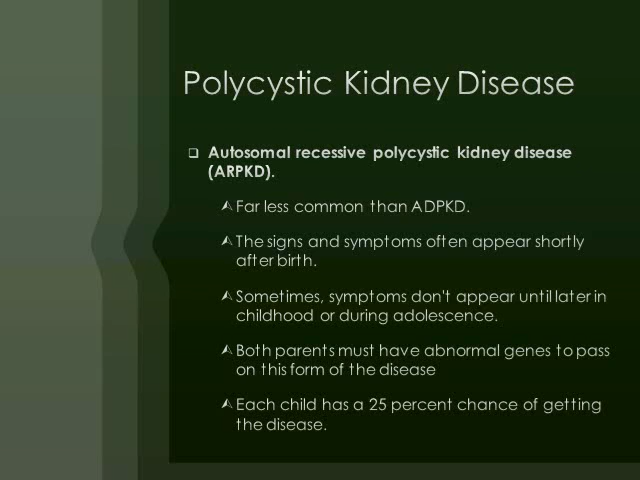 Polycystic Kidney Disease
Autosomal recessive polycystic kidney disease
(ARPKD).
Far less common than ADPKD.
The signs and symptoms often appear shortly
after birth.
Sometimes, symptoms don't appear until later in
childhood or during adolescence.
Both parents must have abnormal genes to pass
on this form of the disease
Each child has a 25 percent chance of getting
the disease.